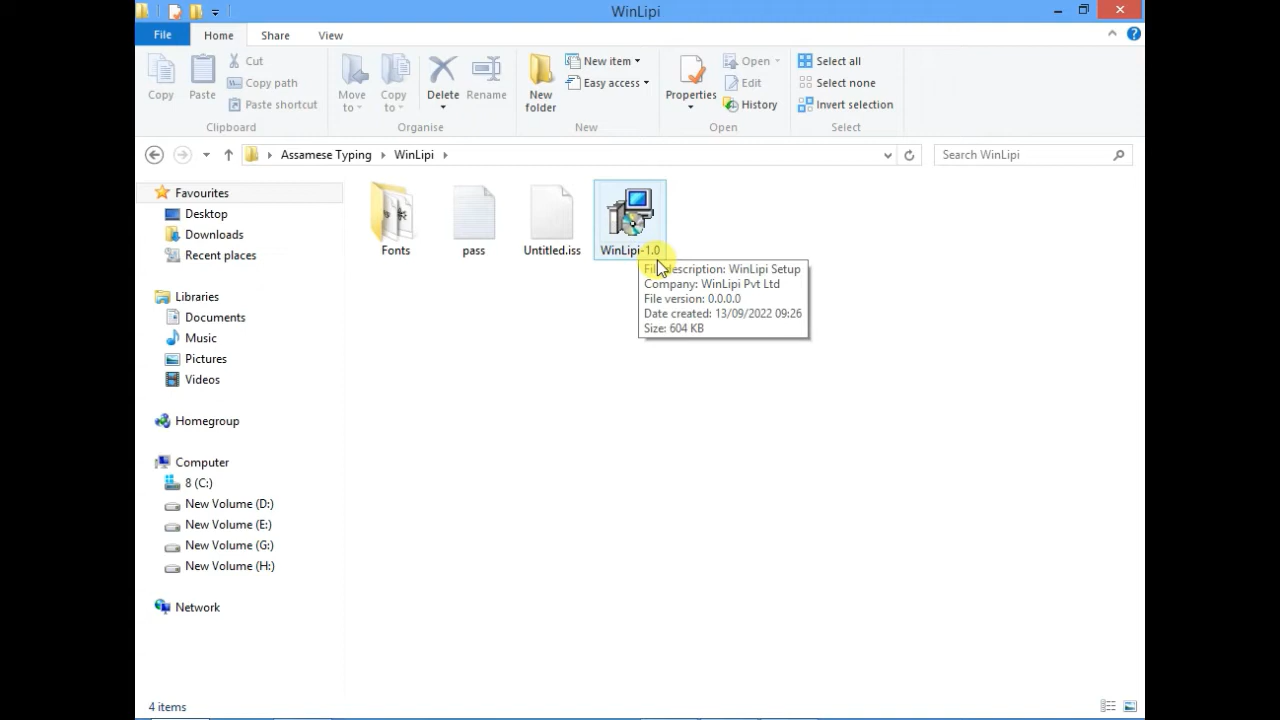 WinLipi
File
Home
Share
View
Copy
Paste
Cut
Copy path
Paste shortcut
Clipboard
Move to
Copy to
Delete
Rename
Organise
New folder
New item
Easy access
New
Properties
Open
Edit
History
Open
Select all
Select none
Invert selection
Select
Assamese Typing
WinLipi
Search WinLipi
Favourites
Desktop
Downloads
Recent places
Libraries
Documents
Music
Pictures
Videos
Homegroup
Computer
8 (C:)
New Volume (D:)
New Volume (E:)
New Volume (G:)
New Volume (H:)
Network
Fonts
pass
Untitled.iss
WinLipi-1.0
description: WinLipi Setup
Company: WinLipi Pvt Ltd
File version: 0.0.0.0
Date created: 13/09/2022 09:26
Size: 604 KB
4 items